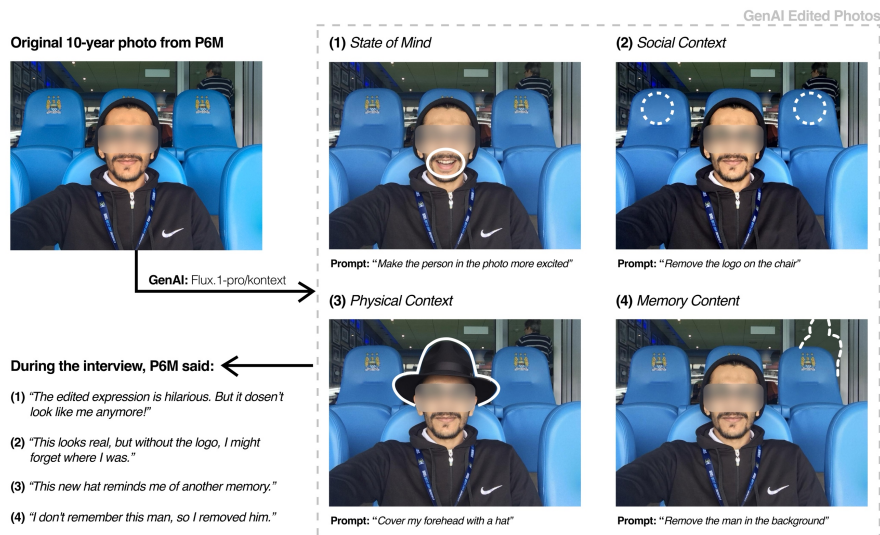 GenAI Edited Photos
Original 10-year photo from P6M
(1) State of Mind
(2) Social Context
Prompt: “Make the person in the photo more excited”
Prompt: “Remove the logo on the chair”
GenAI: Flux.1-pro/kontext
(3) Physical Context
(4) Memory Content
During the interview, P6M said:
(1) “The edited expression is hilarious. But it dosen't
look like me anymore!”
(2) “This looks real, but without the logo, I might
forget where I was.”
(3) “This new hat reminds me of another memory.”
(4) “I don't remember this man, so I removed him.”
Prompt: “Cover my forehead with a hat”
Prompt: “Remove the man in the background”